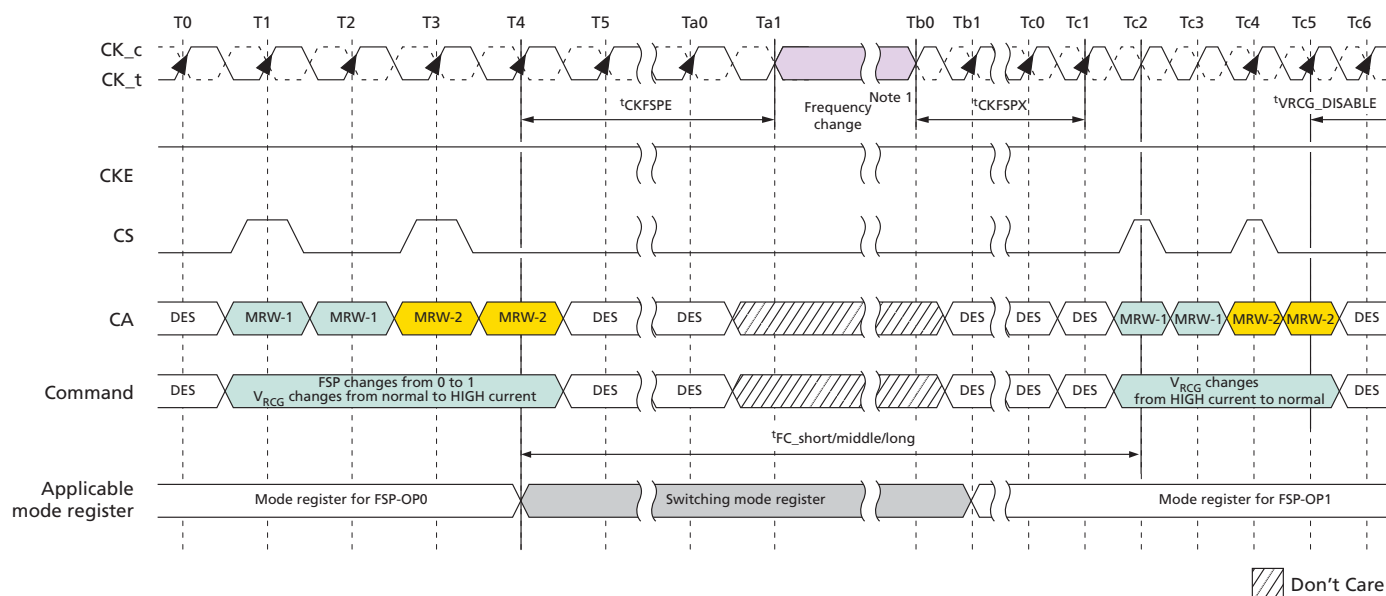 T0 T1 T2 T3 T4 T5 Ta0 Ta1 Tb0 Tb1 Tc0 Tc1 Tc2 Tc3 Tc4 Tc5 Tc6
CK_c
CK_t
Note 1
tCKFSPE
Frequency
change
tCKFSPX
tVRCG_DISABLE
CKE
CS
CA
DES MRW-1 MRW-1 MRW-2 MRW-2 DES DES DES DES DES MRW-1 MRW-1 MRW-2 MRW-2 DES
Command
DES
FSP changes from 0 to 1
VRCG changes from normal to HIGH current
DES DES DES DES DES
VRCG changes
from HIGH current to normal
DES
tFC_short/middle/long
Applicable
mode register
Mode register for FSP-OP0 Switching mode register Mode register for FSP-OP1
Don't Care